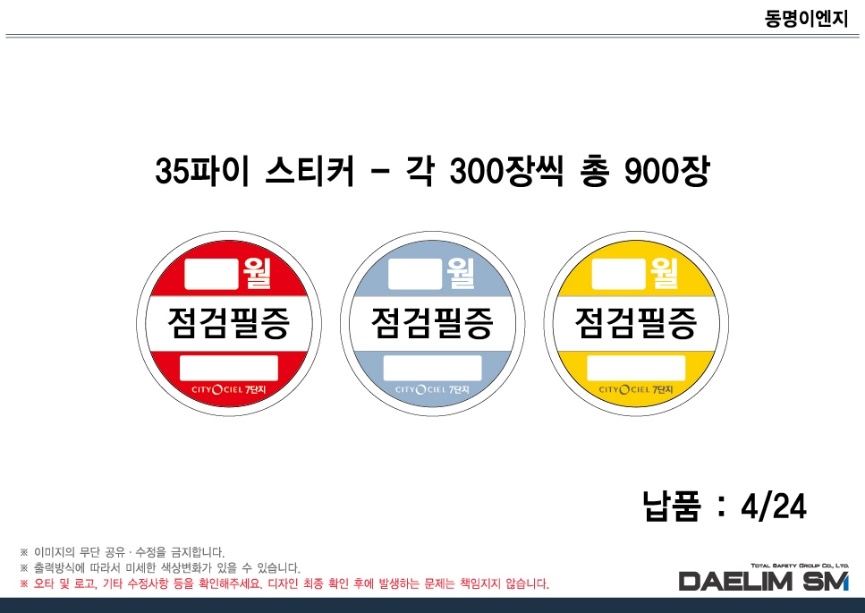 동명이엔지
35파이 스티커 - 각 300장씩 총 900장
월
점검필증
CITY CIEL 7단지
월
점검필증
CITY CIEL 7단지
월
점검필증
CITY CIEL 7단지
납품 : 4/24
※ 이미지의 무단 공유·수정을 금지합니다.
※ 출력방식에 따라서 미세한 색상변화가 있을 수 있습니다.
※ 오타 및 로고, 기타 수정사항 등을 확인해주세요. 디자인 최종 확인 후에 발생하는 문제는 책임지지 않습니다.
TOTAL SAFETY GROUP CO., LTD.
DAELIM SM